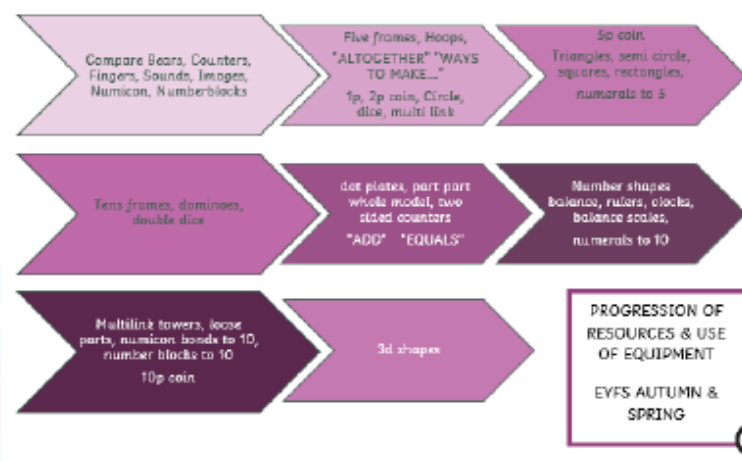 Compare Bears, Counters,
Fingers, Sounds, Images,
Numicon, Numberblocks
Five frames, Hoops,
"ALTOGETHER" "WAYS
TO MAKE..."
1p, 2p coin, Circle,
dice, multi link
5p coin
Triangles, semi circle,
squares, rectangles,
numerals to 5
Tens frames, dominoes,
double dice
dot plates, part part
whole model, two
sided counters
"ADD" "EQUALS"
Number shapes
balance, rulers, clocks,
balance scales,
numerals to 10
Multilink towers, loose
parts, numicon bonds to 10,
number blocks to 10
10p coin
3d shapes
PROGRESSION OF
RESOURCES & USE
OF EQUIPMENT
EYFS AUTUMN &
SPRING